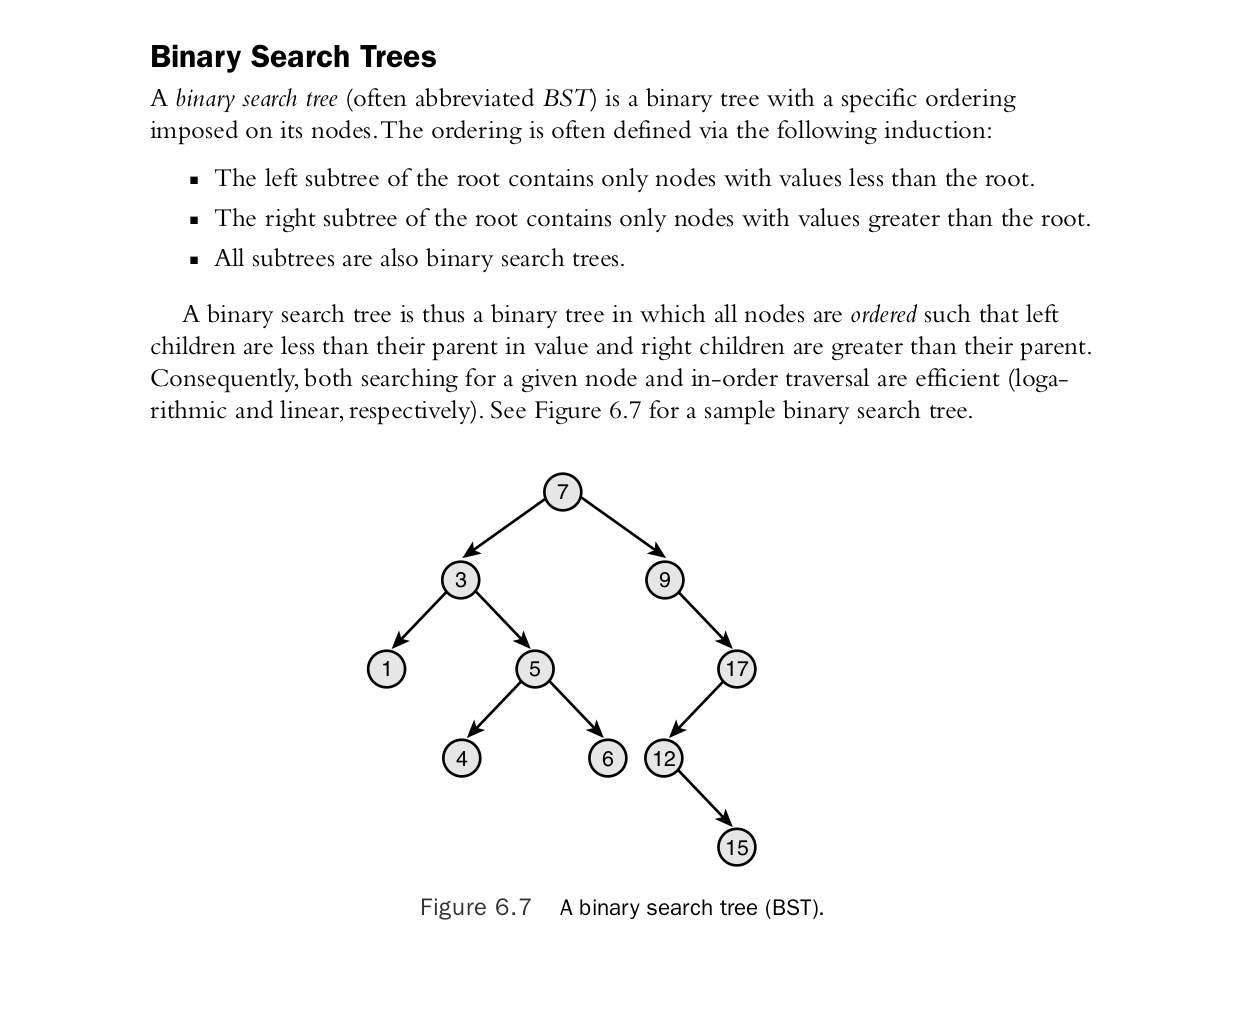 Binary Search Trees
A binary search tree (often abbreviated BST) is a binary tree with a specific ordering
imposed on its nodes. The ordering is often defined via the following induction:
▪ The left subtree of the root contains only nodes with values less than the root.
▪ The right subtree of the root contains only nodes with values greater than the root.
▪ All subtrees are also binary search trees.
A binary search tree is thus a binary tree in which all nodes are ordered such that left
children are less than their parent in value and right children are greater than their parent.
Consequently, both searching for a given node and in-order traversal are efficient (loga-
rithmic and linear, respectively). See Figure 6.7 for a sample binary search tree.
7
3 9
1 5 17
4 6 12
15
Figure 6.7 A binary search tree (BST).